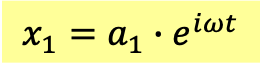 x₁ = a₁ · e^{iωt}